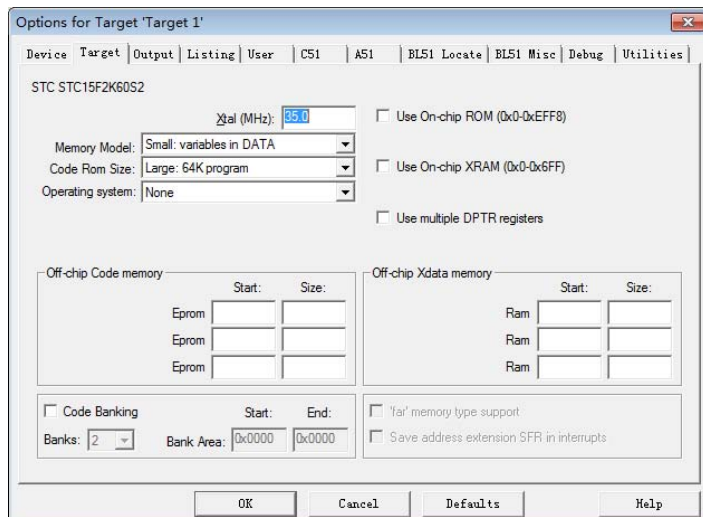 Options for Target 'Target 1'
Device Target Output Listing User C51 A51 BL51 Locate BL51 Misc Debug Utilities
STC STC15F2K60S2
Xtal (MHz): 35.0 Use On-chip ROM (0x0-0xEFF8)
Memory Model: Small: variables in DATA
Code Rom Size: Large: 64K program Use On-chip XRAM (0x0-0x6FF)
Operating system: None
Use multiple DPTR registers
Off-chip Code memory Off-chip Xdata memory
Start: Size: Start: Size:
Eprom Ram
Eprom Ram
Eprom Ram
Code Banking Start: End: 'far' memory type support
Banks: 2 Bank Area: 0x0000 0x0000 Save address extension SFR in interrupts
OK Cancel Defaults Help